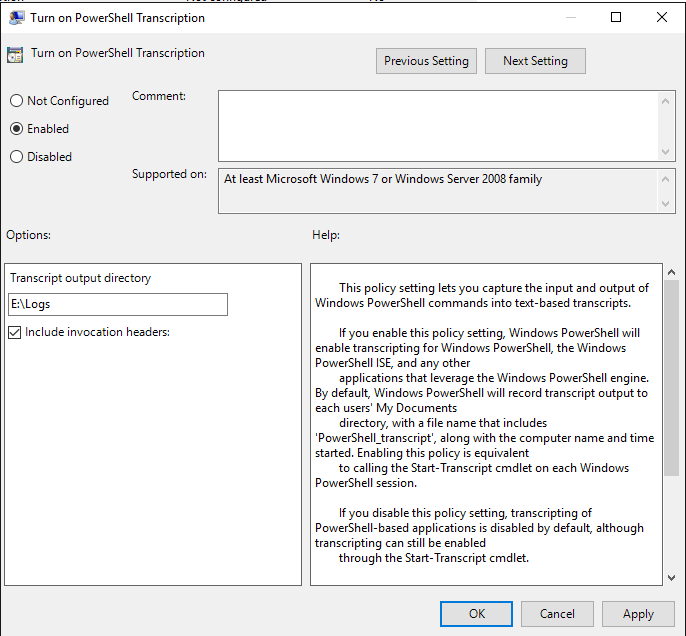 Not configured No
Turn on PowerShell Transcription
Turn on PowerShell Transcription
Previous Setting Next Setting
Not Configured
Enabled
Disabled
Comment:
Supported on:
At least Microsoft Windows 7 or Windows Server 2008 family
Options:
Help:
Transcript output directory
E:\Logs
Include invocation headers:
This policy setting lets you capture the input and output of
Windows PowerShell commands into text-based transcripts.
If you enable this policy setting, Windows PowerShell will
enable transcripting for Windows PowerShell, the Windows
PowerShell ISE, and any other
applications that leverage the Windows PowerShell engine.
By default, Windows PowerShell will record transcript output to
each users' My Documents
directory, with a file name that includes
'PowerShell_transcript', along with the computer name and time
started. Enabling this policy is equivalent
to calling the Start-Transcript cmdlet on each Windows
PowerShell session.
If you disable this policy setting, transcripting of
PowerShell-based applications is disabled by default, although
transcripting can still be enabled
through the Start-Transcript cmdlet.
OK Cancel Apply